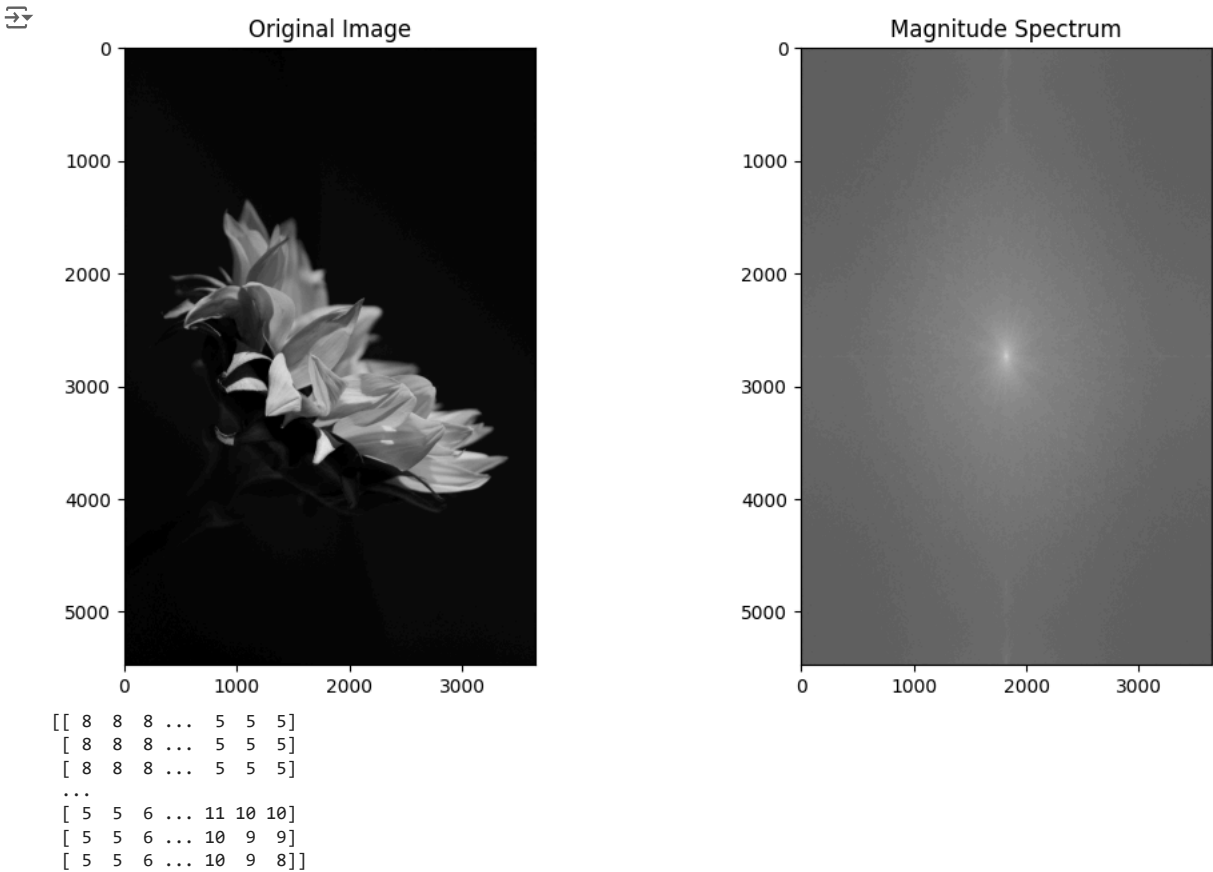 Original Image
Magnitude Spectrum
0
1000
2000
3000
4000
5000
0 1000 2000 3000
0
1000
2000
3000
4000
5000
0 1000 2000 3000
[[ 8 8 8 ... 5 5 5]
[ 8 8 8 ... 5 5 5]
[ 8 8 8 ... 5 5 5]
...
[ 5 5 6 ... 11 10 10]
[ 5 5 6 ... 10 9 9]
[ 5 5 6 ... 10 9 8]]